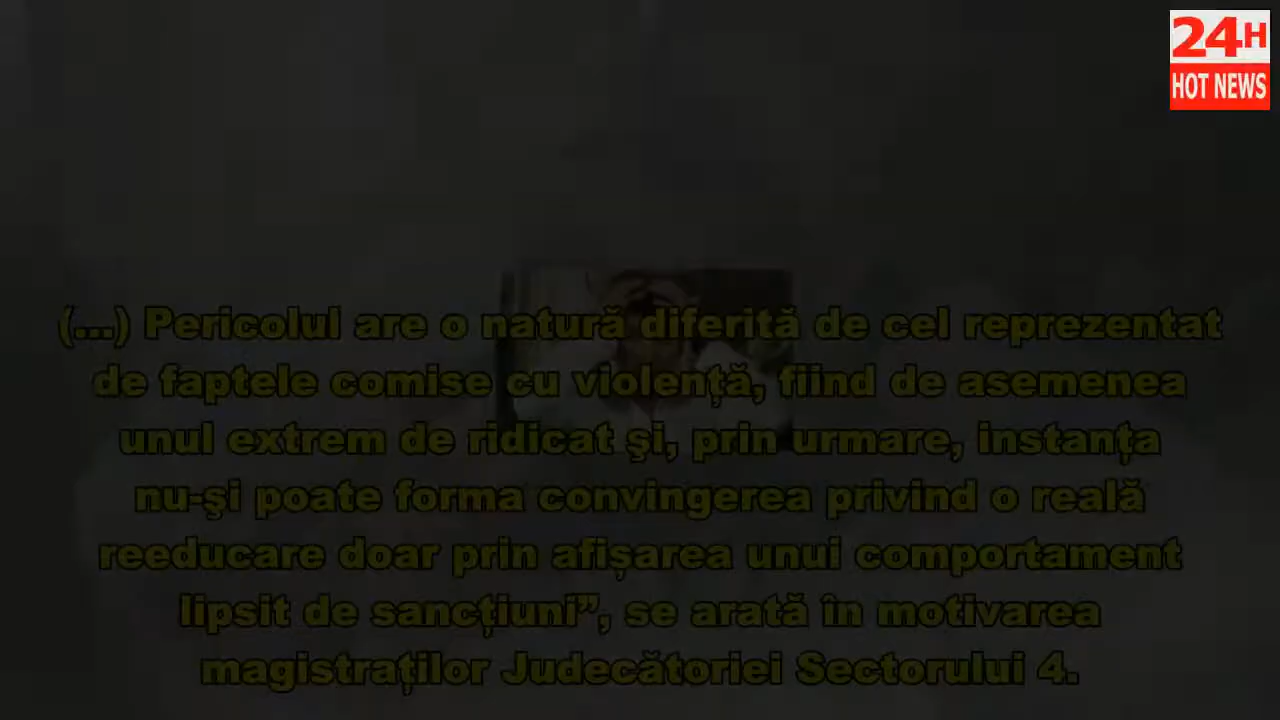 24H
HOT NEWS
(...) Pericolul are o natură diferită de cel reprezentat
de faptele comise cu violență, fiind de asemenea
unul extrem de ridicat şi, prin urmare, instanța
nu-şi poate forma convingerea privind o reală
reeducare doar prin afișarea unui comportament
lipsit de sancțiuni”, se arată în motivarea
magistraților Judecătoriei Sectorului 4.